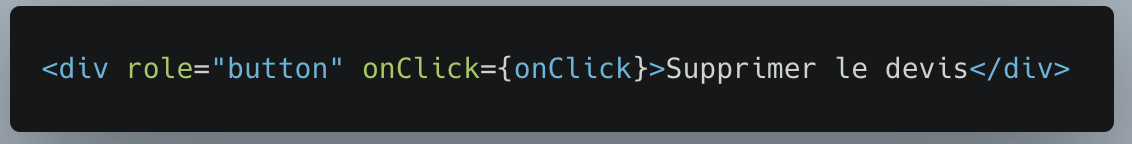 <div role="button" onClick={onClick}>Supprimer le devis</div>